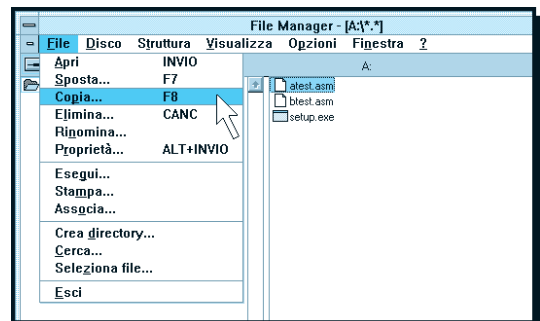 File Manager - [A:\*.*]
File Disco Struttura Visualizza Opzioni Finestra ?
A:
Apri INVIO
Sposta... F7
Copia... F8
Elimina... CANC
Rinomina...
Proprietà... ALT+INVIO
Esegui...
Stampa...
Associa...
Crea directory...
Cerca...
Seleziona file...
Esci
atest.asm
btest.asm
setup.exe